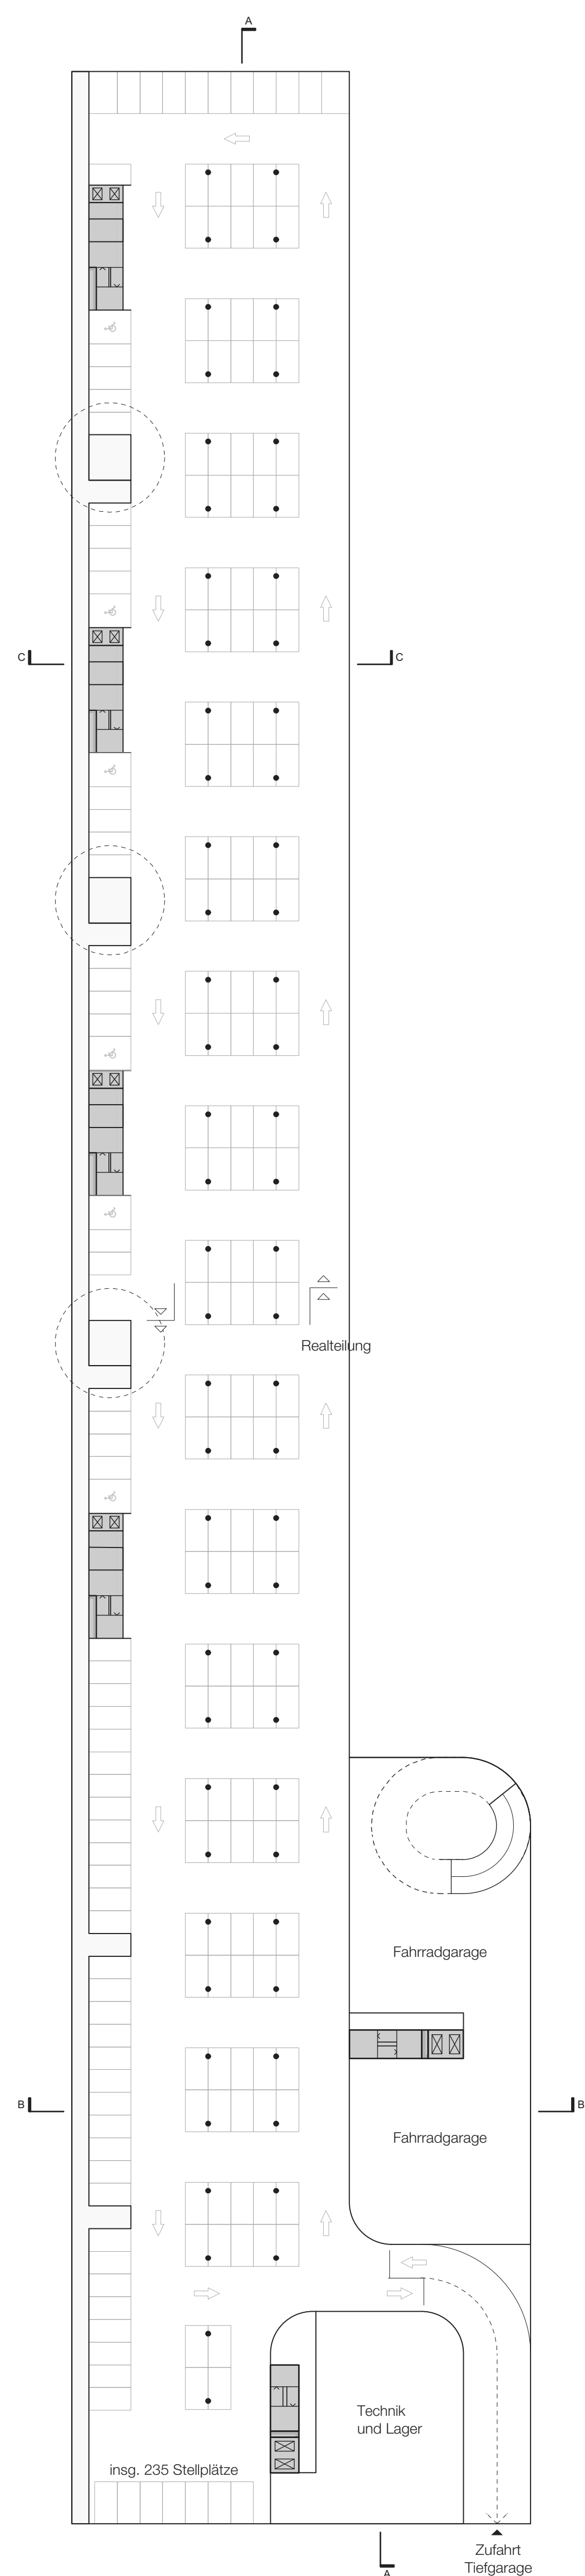 A
C
C
Realteilung
Fahrradgarage
B
B
Fahrradgarage
Technik
und Lager
insg. 235 Stellplätze
Zufahrt
Tiefgarage
A